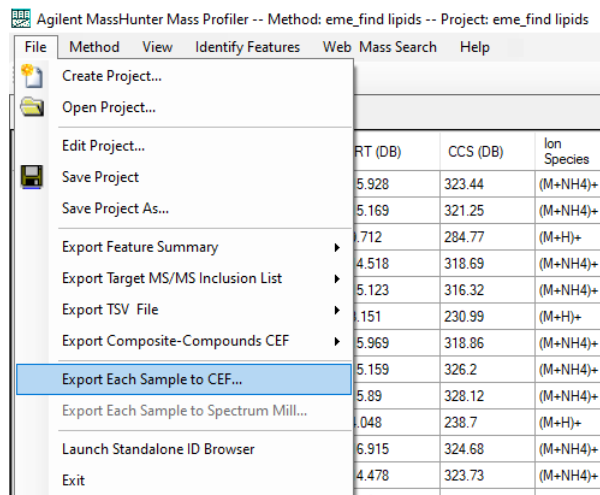 Agilent MassHunter Mass Profiler -- Method: eme_find lipids -- Project: eme_find lipids
File Method View Identify Features Web Mass Search Help
Create Project...
Open Project...
Edit Project...
Save Project
Save Project As...
Export Feature Summary
Export Target MS/MS Inclusion List
Export TSV File
Export Composite-Compounds CEF
Export Each Sample to CEF...
Export Each Sample to Spectrum Mill...
Launch Standalone ID Browser
Exit
RT (DB) CCS (DB) Ion Species
5.928 323.44 (M+NH4)+
5.169 321.25 (M+NH4)+
.712 284.77 (M+H)+
4.518 318.69 (M+NH4)+
5.123 316.32 (M+NH4)+
.151 230.99 (M+H)+
5.969 318.86 (M+NH4)+
5.159 326.2 (M+NH4)+
5.89 328.12 (M+NH4)+
.048 238.7 (M+H)+
6.915 324.68 (M+NH4)+
4.478 323.73 (M+NH4)+